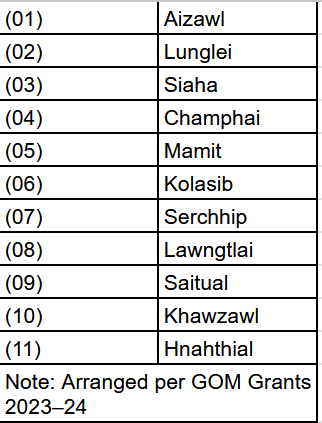 (01) Aizawl
(02) Lunglei
(03) Siaha
(04) Champhai
(05) Mamit
(06) Kolasib
(07) Serchhip
(08) Lawngtlai
(09) Saitual
(10) Khawzawl
(11) Hnahthial
Note: Arranged per GOM Grants
2023–24